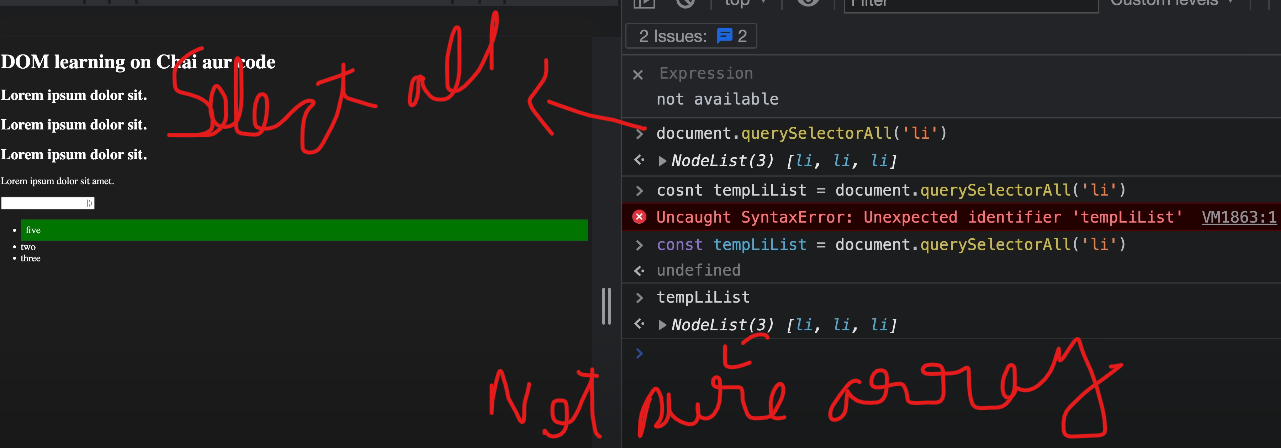 top
Filter
Custom levels
2 Issues: 2
Expression
not available
document.querySelectorAll('li')
NodeList(3) [li, li, li]
cosnt tempLiList = document.querySelectorAll('li')
Uncaught SyntaxError: Unexpected identifier 'tempLiList' VM1863:1
const tempLiList = document.querySelectorAll('li')
undefined
tempLiList
NodeList(3) [li, li, li]
DOM learning on Chai aur code
Lorem ipsum dolor sit.
Lorem ipsum dolor sit.
Lorem ipsum dolor sit.
Lorem ipsum dolor sit amet.
five
two
three
Select all
Not pure array